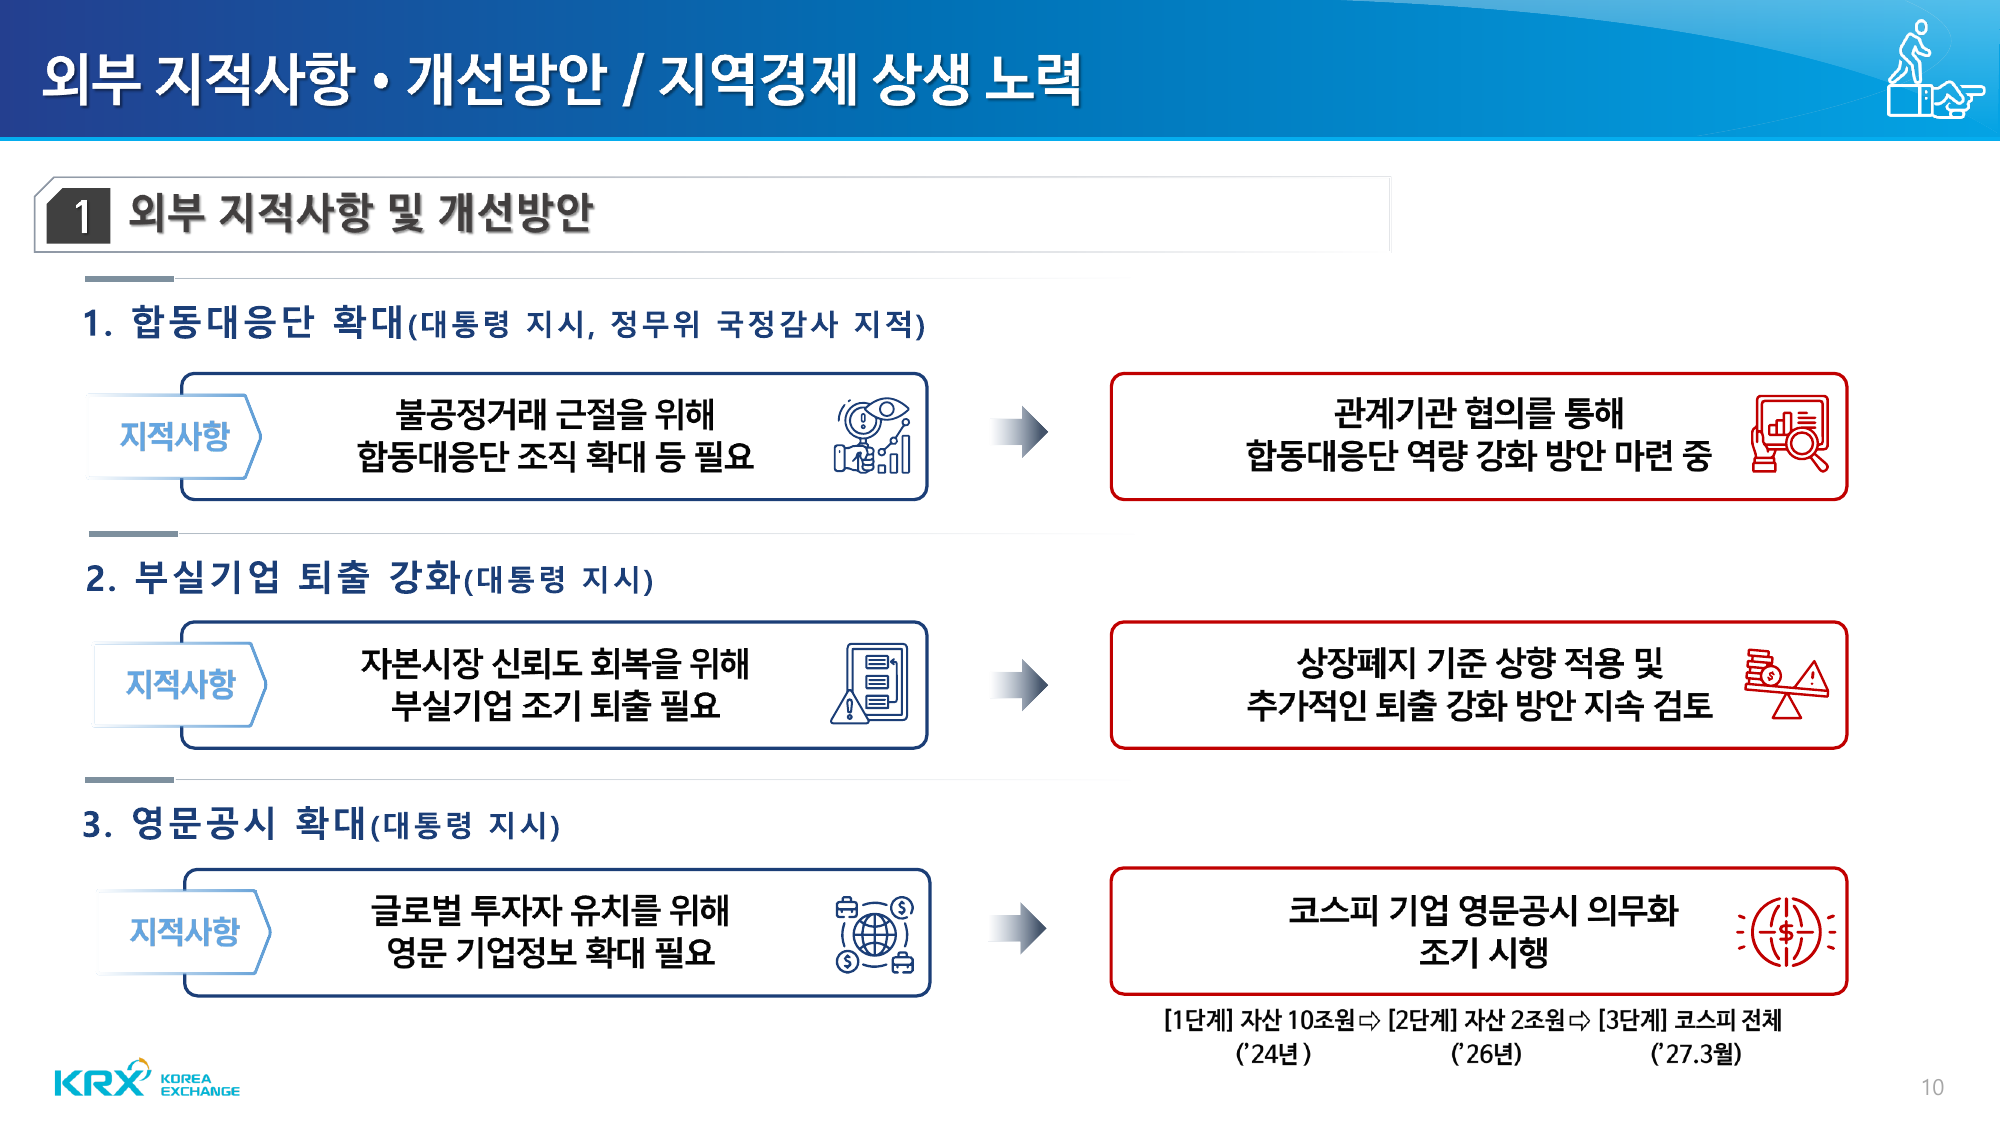 외부 지적사항 • 개선방안 / 지역경제 상생 노력
1 외부 지적사항 및 개선방안
1. 합동대응단 확대(대통령 지시, 정무위 국정감사 지적)
지적사항
불공정거래 근절을 위해
합동대응단 조직 확대 등 필요
관계기관 협의를 통해
합동대응단 역량 강화 방안 마련 중
2. 부실기업 퇴출 강화(대통령 지시)
지적사항
자본시장 신뢰도 회복을 위해
부실기업 조기 퇴출 필요
상장폐지 기준 상향 적용 및
추가적인 퇴출 강화 방안 지속 검토
3. 영문공시 확대(대통령 지시)
지적사항
글로벌 투자자 유치를 위해
영문 기업정보 확대 필요
코스피 기업 영문공시 의무화
조기 시행
[1단계] 자산 10조원⇨ [2단계] 자산 2조원⇨ [3단계] 코스피 전체
(’24년) (’26년) (’27.3월)
KRX KOREA
EXCHANGE
10